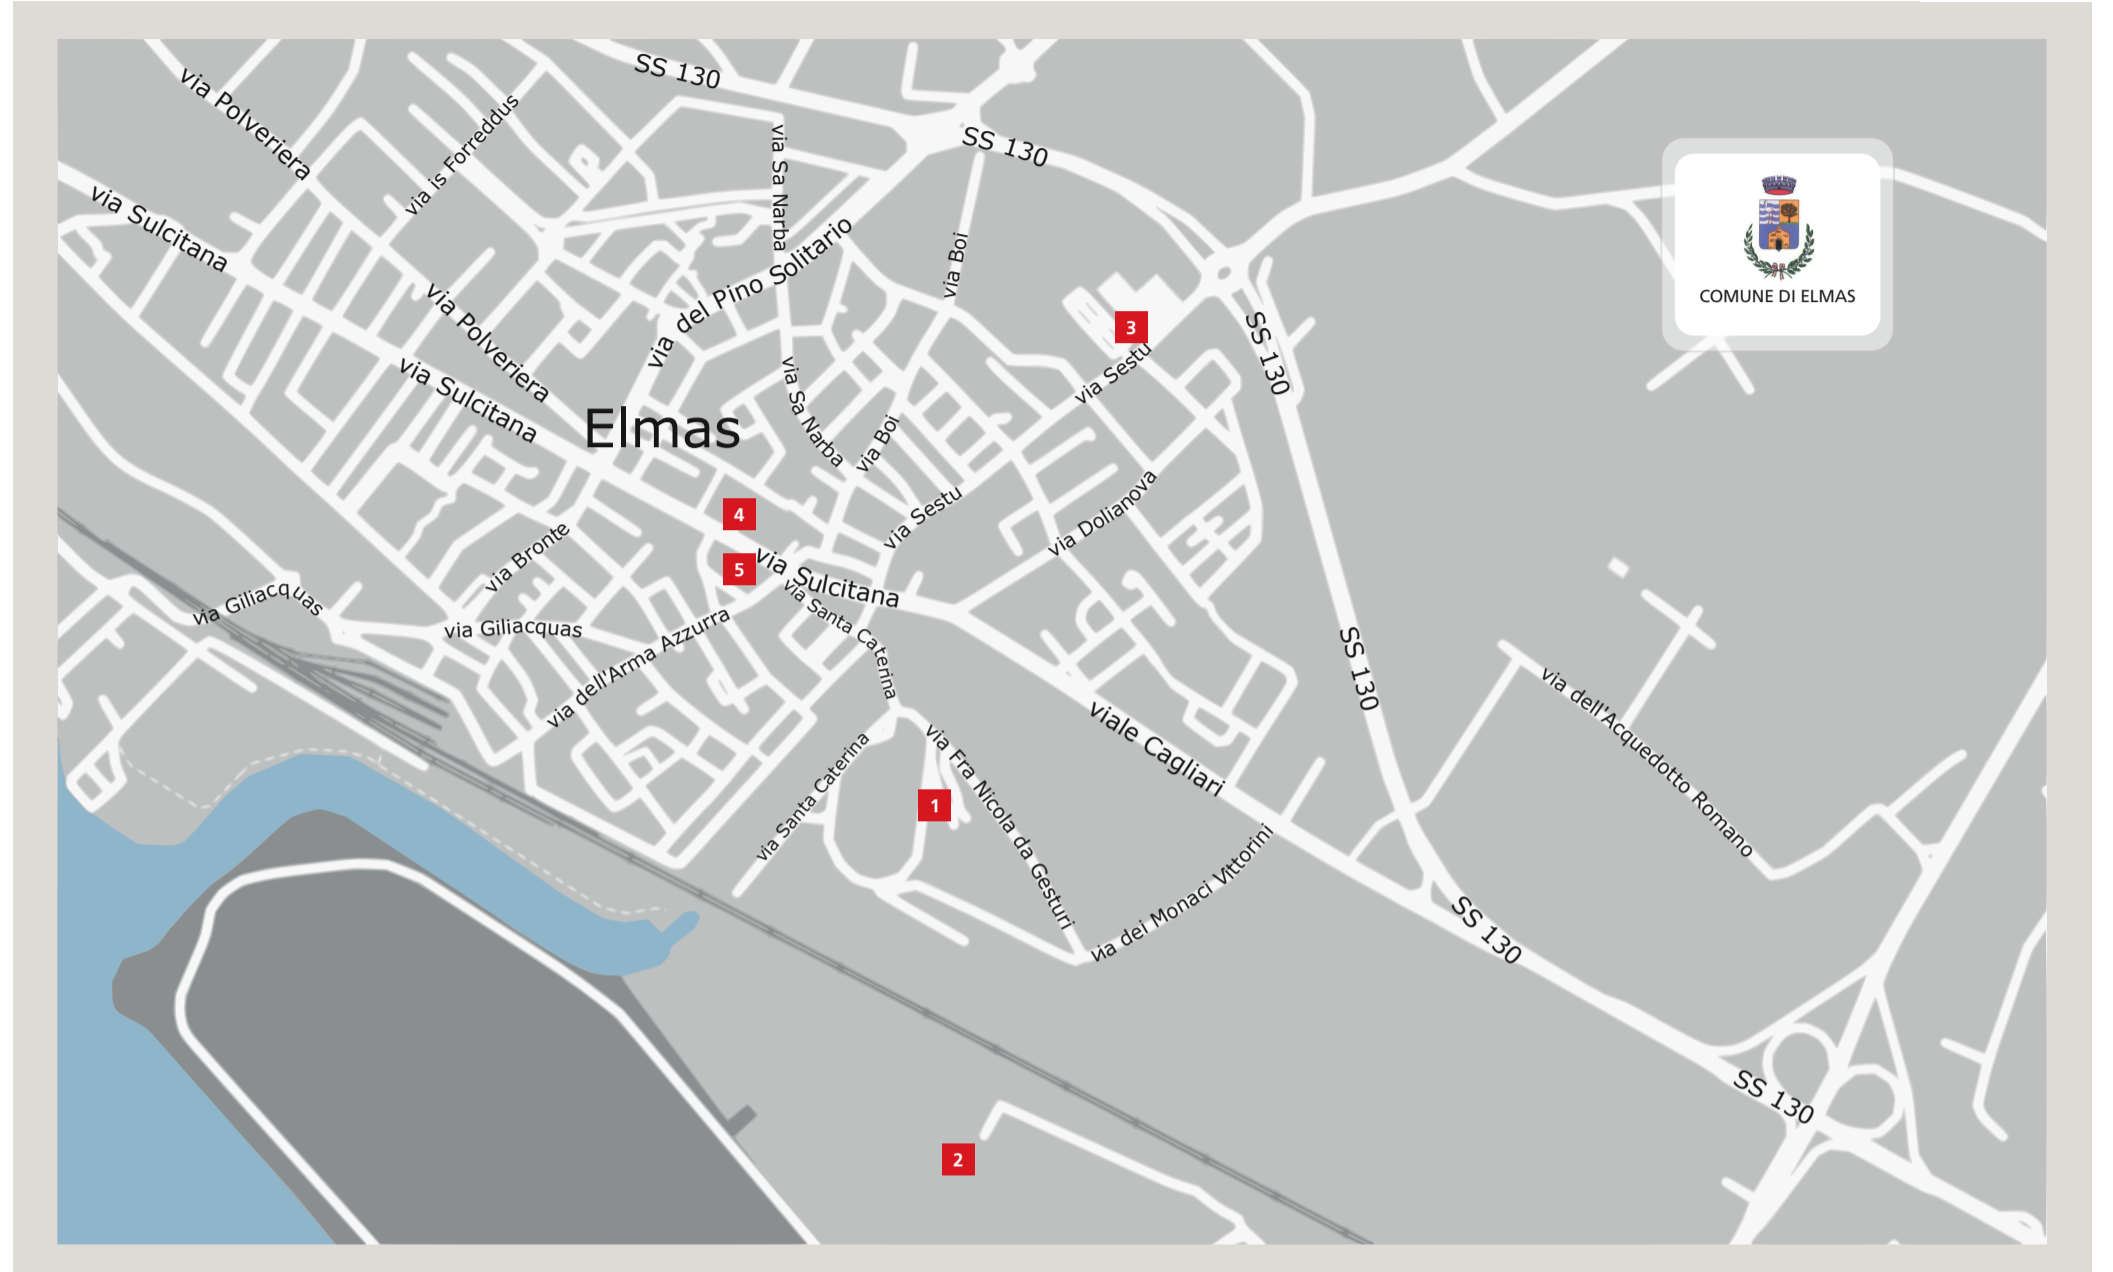 SS 130
via Polveriera
via is Forreddus
via Sa Narba
SS 130
via Sulcitana
via del Pino Solitario
via Boi
COMUNE DI ELMAS
via Polveriera
3
SS 130
via Sestu
via Sulcitana
via Sa Narba
Elmas
via Boi
via Sestu
via Dolianova
4
via Bronte
5
via Sulcitana
via Giliacquas
via Giliacquas
via Santa Caterina
via dell'Arma Azzurra
SS 130
via dell'Acquedotto Romano
viale Cagliari
via Santa Caterina
via Fra Nicola da Gesturi
1
via dei Monaci Vittorini
SS 130
SS 130
2